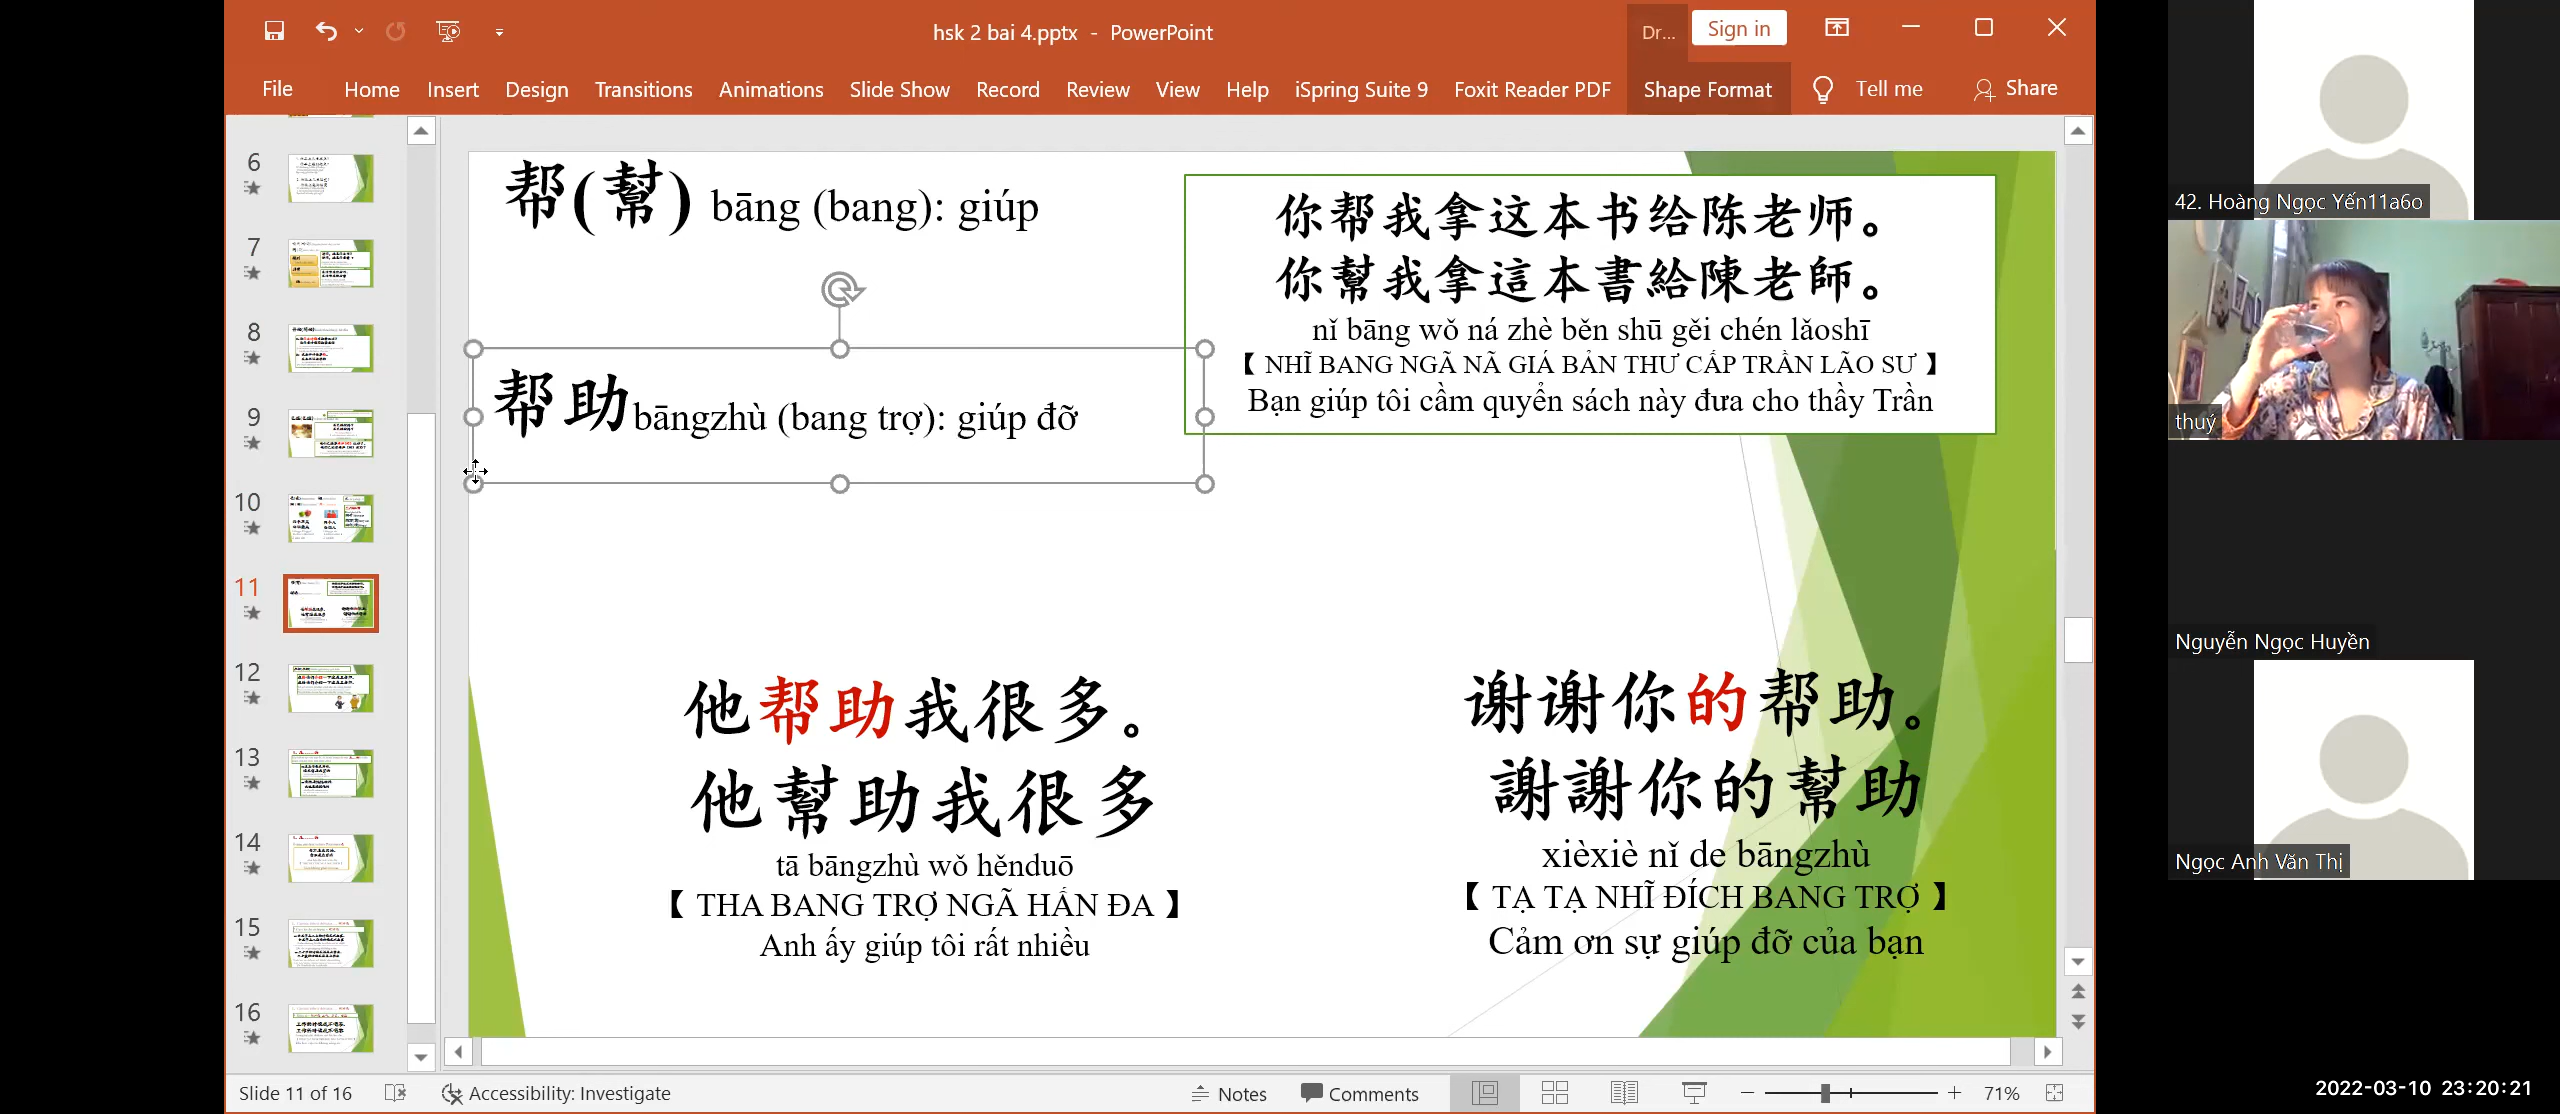 hsk 2 bai 4.pptx - PowerPoint
Dr...
Sign in
File Home Insert Design Transitions Animations Slide Show Record Review View Help iSpring Suite 9 Foxit Reader PDF Shape Format Tell me Share
6
7
8
9
10
11
12
13
14
15
16
帮(幫) bāng (bang): giúp
你帮我拿这本书给陈老师。
你幫我拿這本書給陳老師。
nǐ bāng wǒ ná zhè běn shū gěi chén lǎoshī
【 NHĨ BANG NGÃ NÃ GIÁ BẢN THƯ CẤP TRẦN LÃO SƯ 】
Bạn giúp tôi cầm quyển sách này đưa cho thầy Trần
帮助bāngzhù (bang trợ): giúp đỡ
他帮助我很多。
他幫助我很多
tā bāngzhù wǒ hěnduō
【 THA BANG TRỢ NGÃ HẤN ĐA 】
Anh ấy giúp tôi rất nhiều
谢谢你的帮助。
謝謝你的幫助
xièxiè nǐ de bāngzhù
【 TẠ TẠ NHĨ ĐÍCH BANG TRỢ 】
Cảm ơn sự giúp đỡ của bạn
Slide 11 of 16
Accessibility: Investigate
Notes
Comments
71%
42. Hoàng Ngọc Yến11a6o
thuý
Nguyễn Ngọc Huyền
Ngọc Anh Văn Thị
2022-03-10 23:20:21